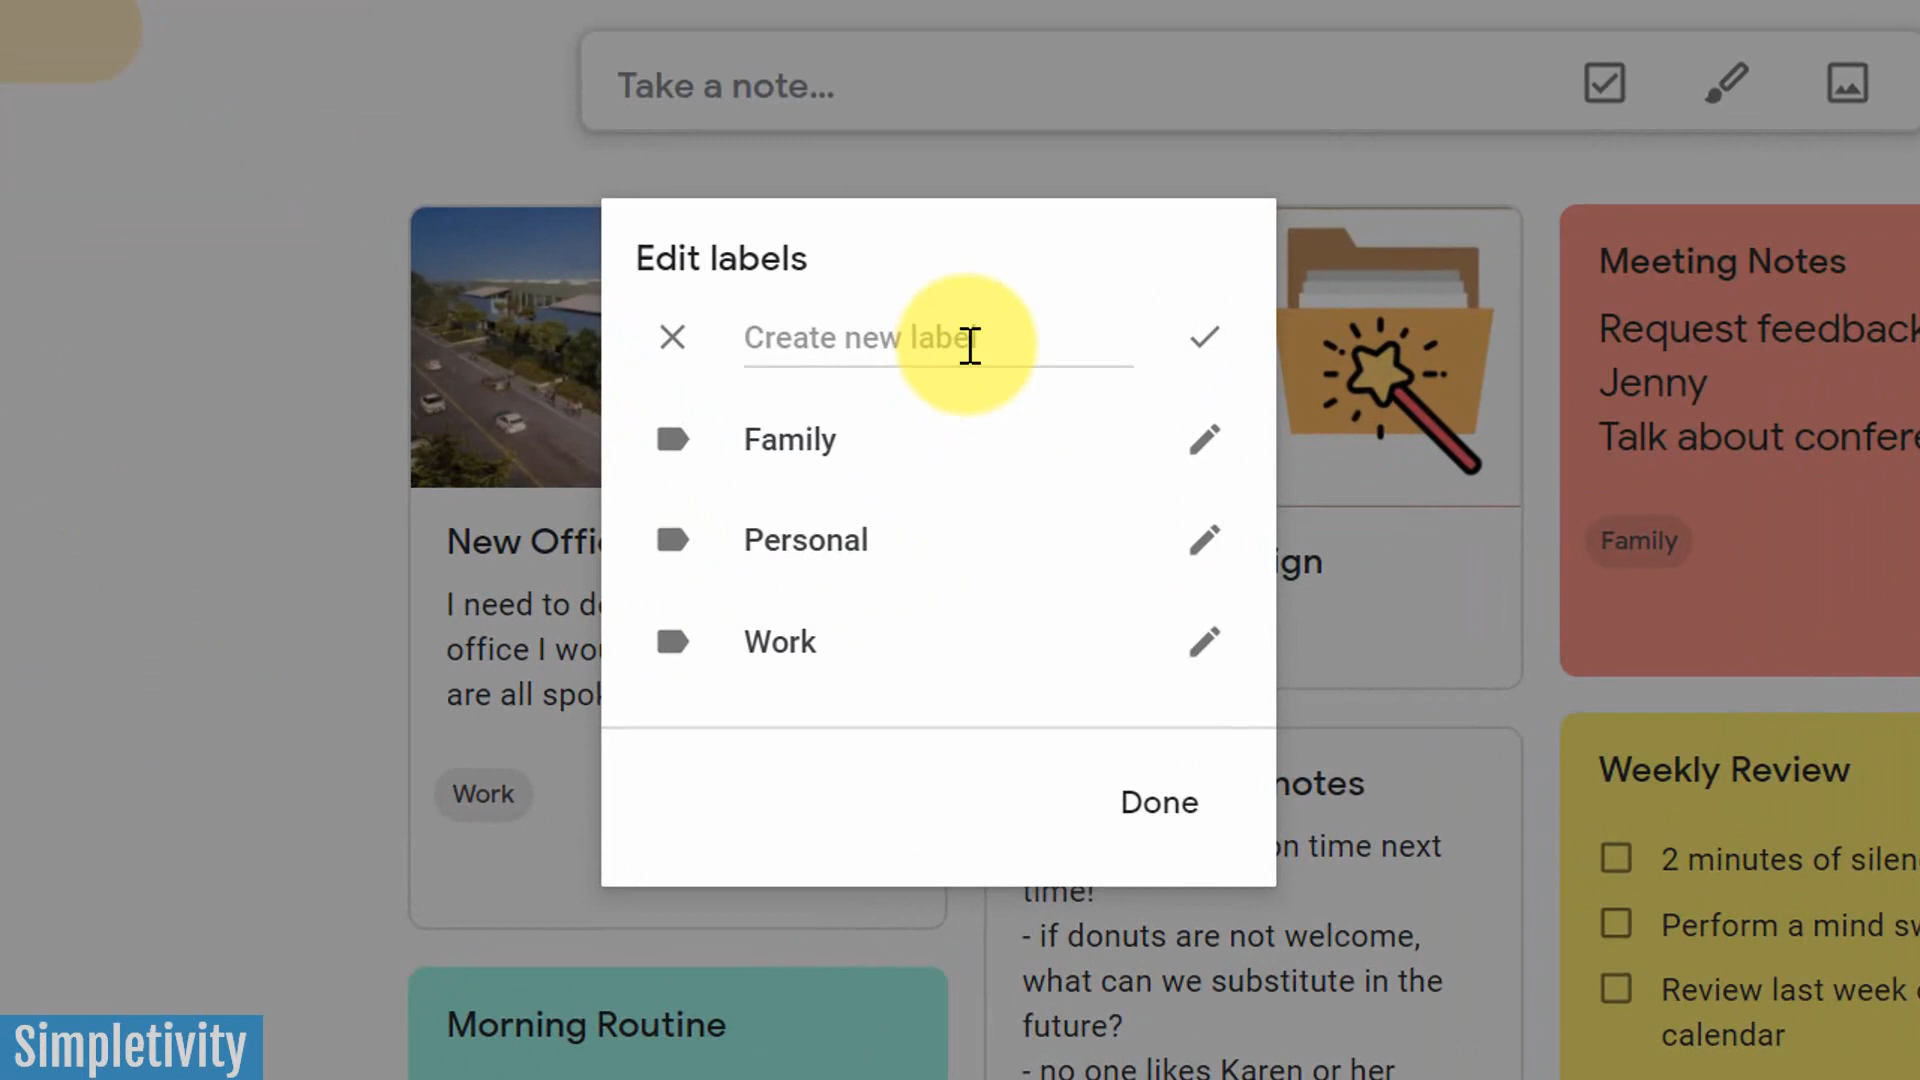 Take a note...
Edit labels
Create new label
Family
Personal
Work
Done
New Offi
I need to d
office I wou
are all spok
Work
Morning Routine
ign
notes
on time next
time!
- if donuts are not welcome,
what can we substitute in the
future?
- no one likes Karen or her
Meeting Notes
Request feedback
Jenny
Talk about confere
Family
Weekly Review
2 minutes of silen
Perform a mind sw
Review last week
calendar
Simpletivity